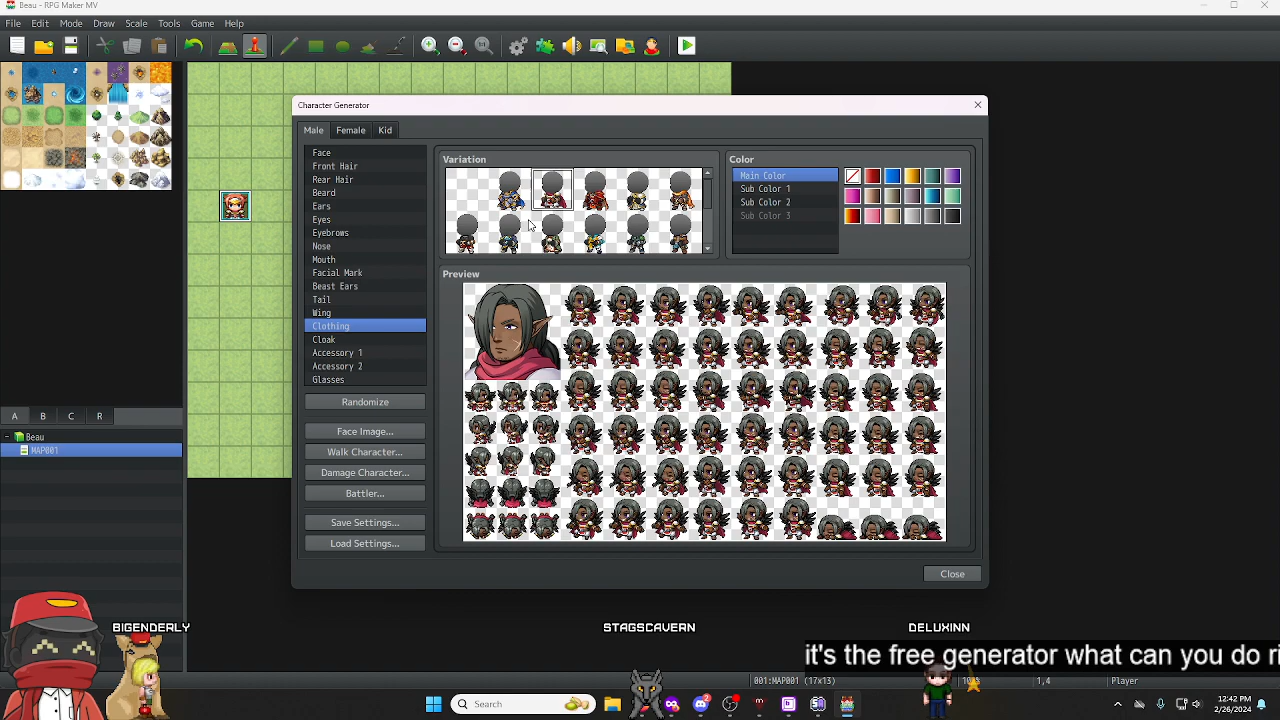 Beau - RPG Maker MV
File Edit Mode Draw Scale Tools Game Help
Character Generator
Male Female Kid
Face
Front Hair
Rear Hair
Beard
Ears
Eyes
Eyebrows
Nose
Mouth
Facial Mark
Beast Ears
Tail
Wing
Clothing
Cloak
Accessory 1
Accessory 2
Glasses
Randomize
Face Image...
Walk Character...
Damage Character...
Battler...
Save Settings...
Load Settings...
Variation
Color
Main Color
Sub Color 1
Sub Color 2
Sub Color 3
Preview
Close
A B C R
Beau
MAP001
BIGENDERLY
STAGSCAVERN
DELUXINN
it's the free generator what can you do ri
001:MAP001 (17x13) 1,4 Player
Search
12:42 PM
2/26/2024